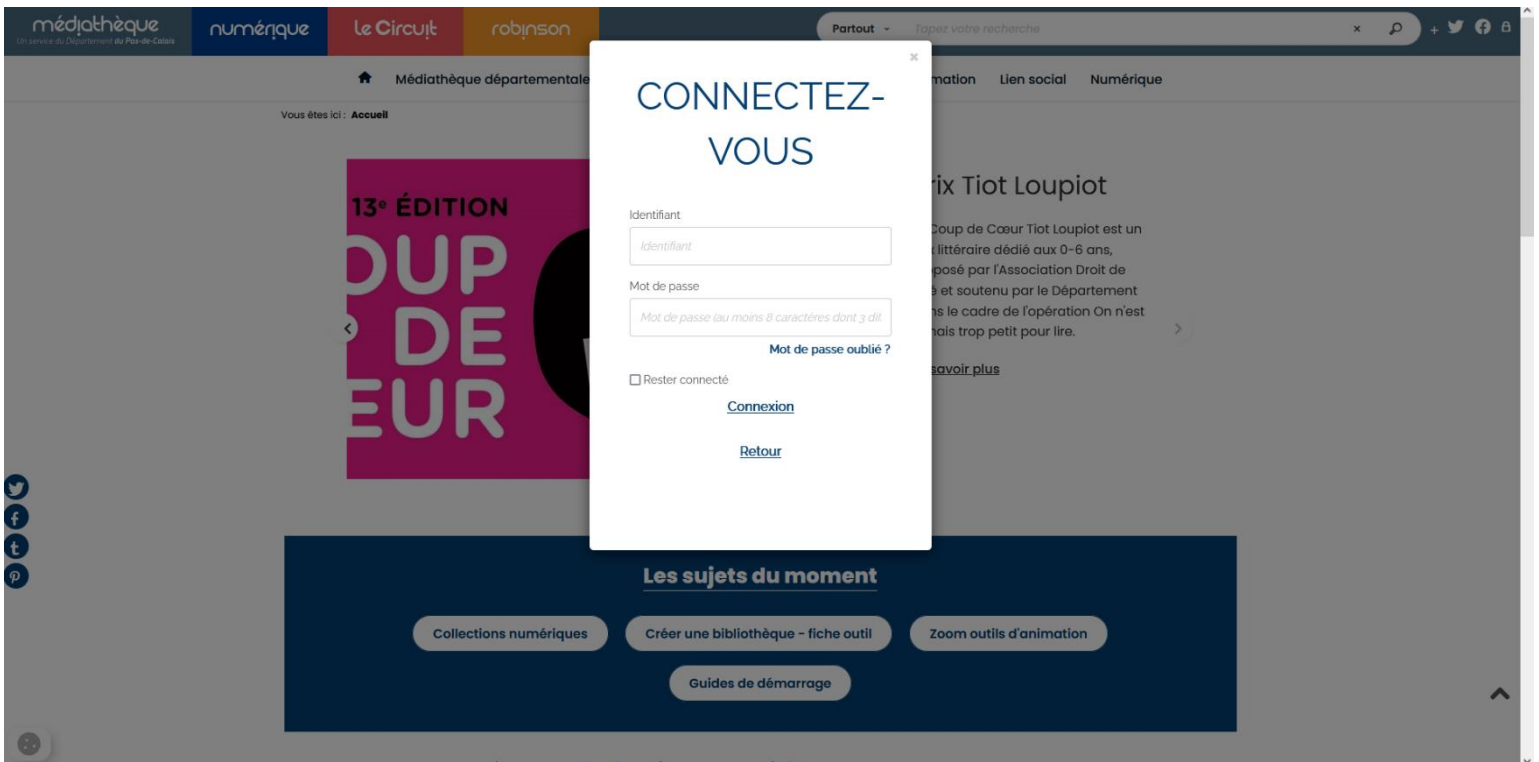 médiathèque
Un service du Département du Pas-de-Calais
numérique
le Circuit
robinson
Partout
Tapez votre recherche
Médiathèque départementale
mation
Lien social
Numérique
Vous êtes ici : Accueil
13e ÉDITION
OUP
DE
EUR
CONNECTEZ-
VOUS
Identifiant
Identifiant
Mot de passe
Mot de passe (au moins 8 caractères dont 3 dif
Mot de passe oublié ?
Rester connecté
Connexion
Retour
ix Tiot Loupiot
Coup de Cœur Tiot Loupiot est un
littéraire dédié aux 0-6 ans,
posé par l'Association Droit de
é et soutenu par le Département
ns le cadre de l'opération On n'est
mais trop petit pour lire.
savoir plus
Les sujets du moment
Collections numériques
Créer une bibliothèque - fiche outil
Zoom outils d'animation
Guides de démarrage